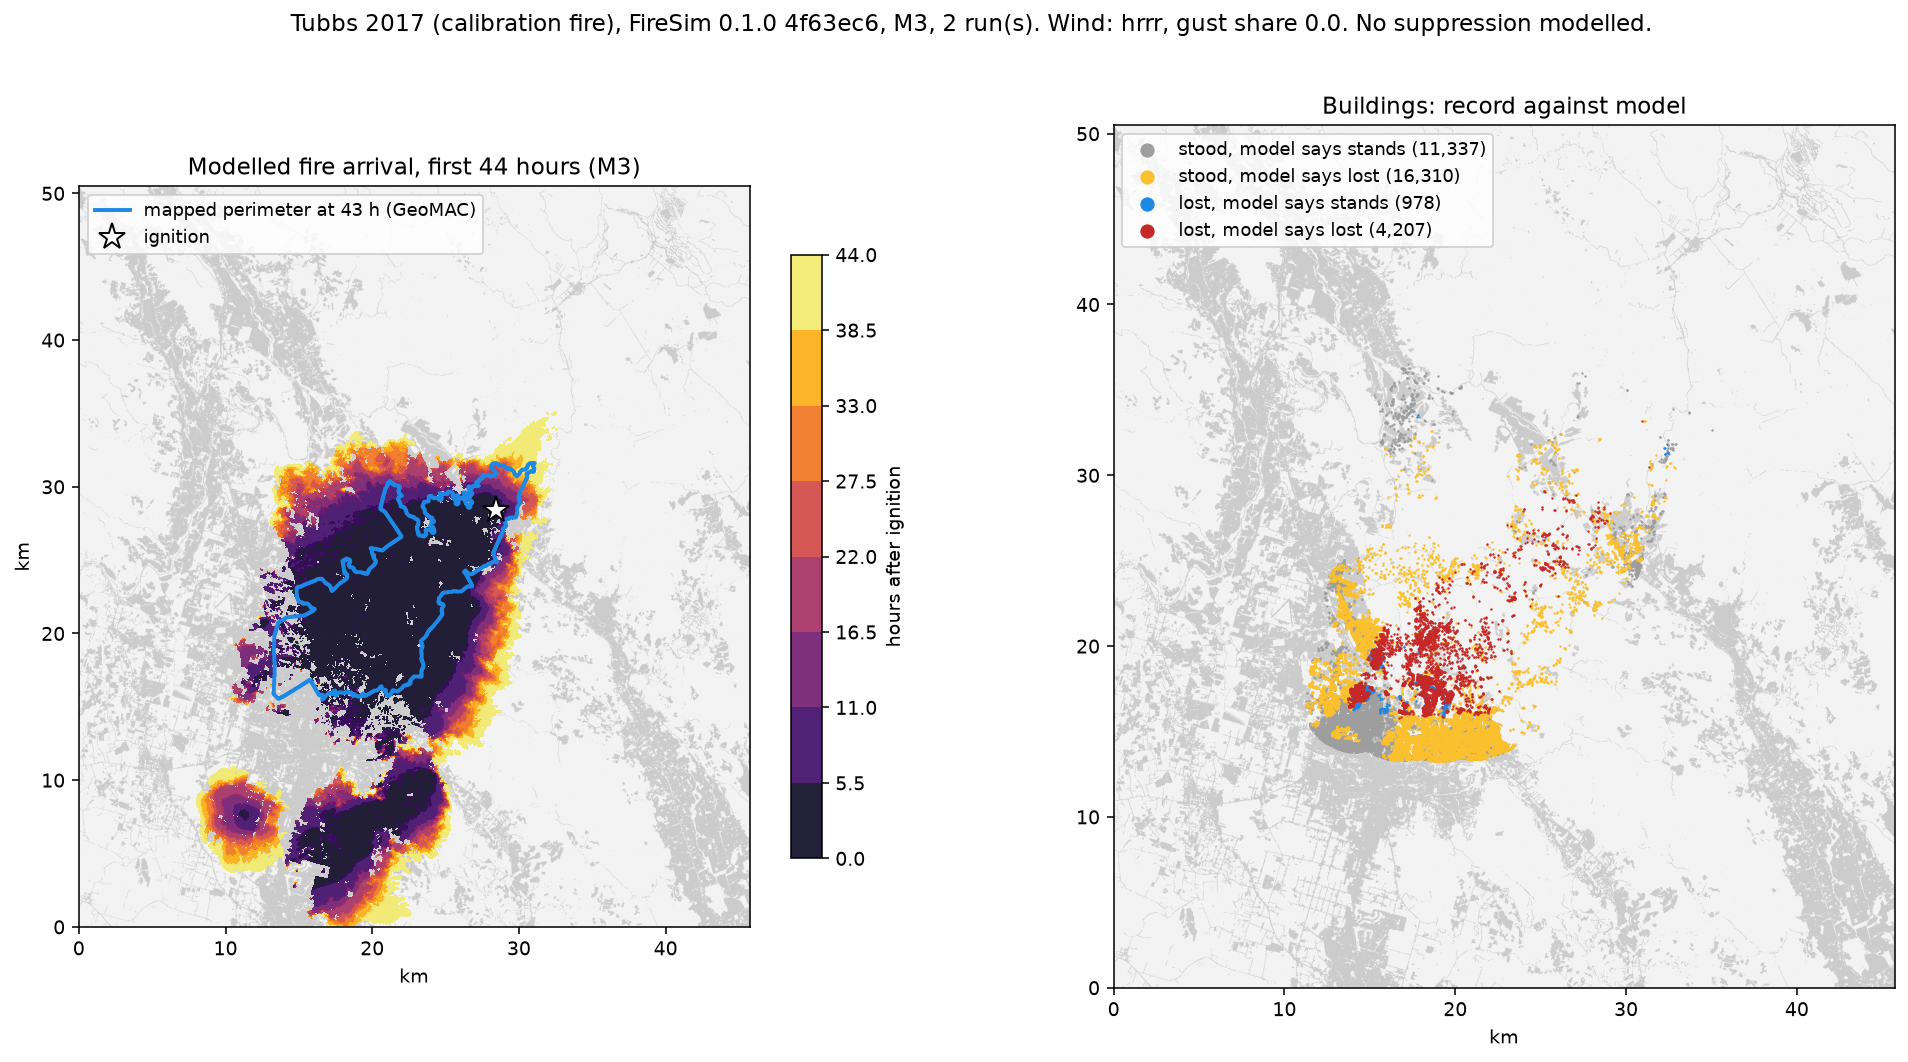 Tubbs 2017 (calibration fire), FireSim 0.1.0 4f63ec6, M3, 2 run(s). Wind: hrrr, gust share 0.0. No suppression modelled.
Modelled fire arrival, first 44 hours (M3)
mapped perimeter at 43 h (GeoMAC)
ignition
50
40
30
20
10
0
km
0
10
20
30
40
km
44.0
38.5
33.0
27.5
22.0
16.5
11.0
5.5
0.0
hours after ignition
Buildings: record against model
stood, model says stands (11,337)
stood, model says lost (16,310)
lost, model says stands (978)
lost, model says lost (4,207)
50
40
30
20
10
0
km
0
10
20
30
40
km